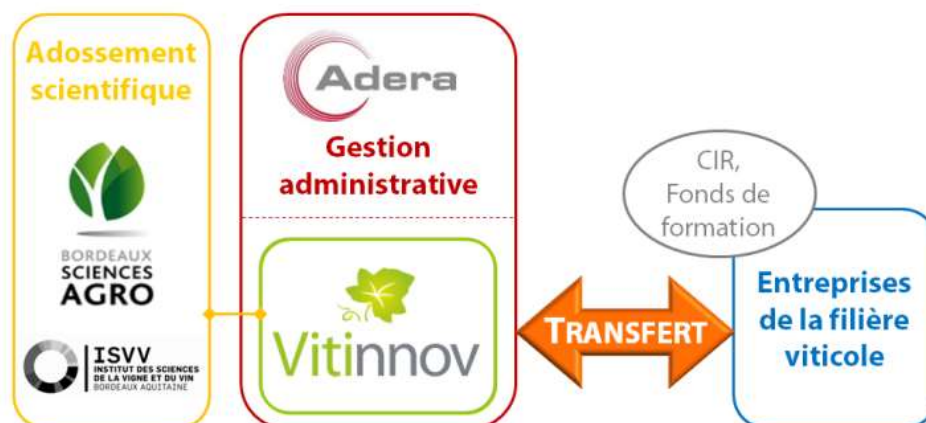 Adossement
scientifique
BORDEAUX
SCIENCES
AGRO
ISVV
INSTITUT DES SCIENCES
DE LA VIGNE ET DU VIN
BORDEAUX AQUITAINE
Adera
Gestion
administrative
Vitinnov
TRANSFERT
CIR,
Fonds de
formation
Entreprises
de la filière
viticole